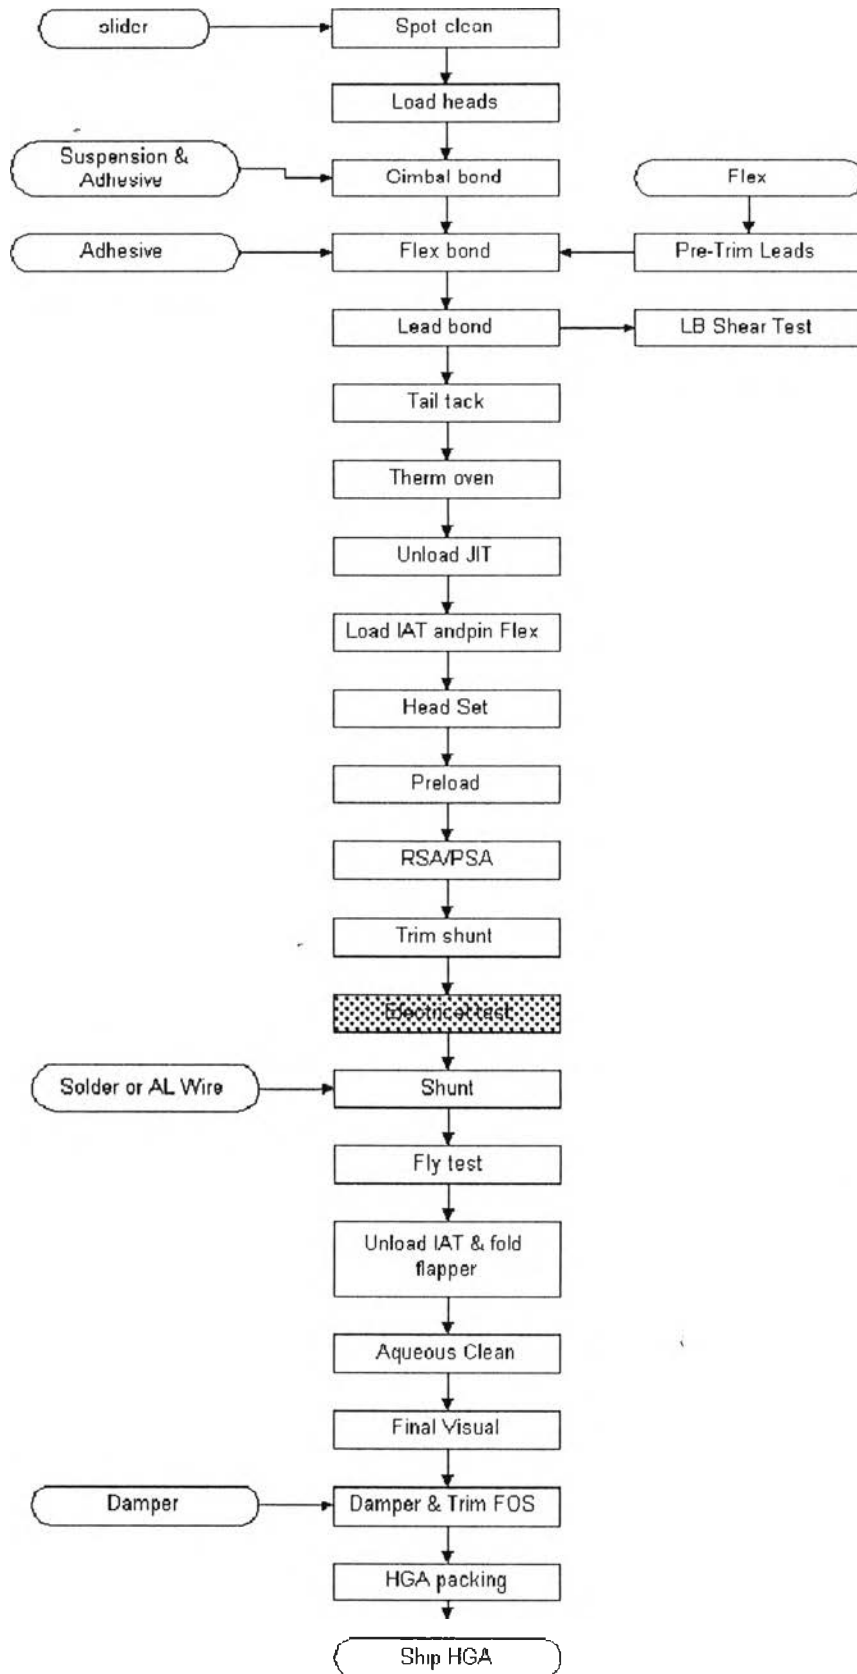 slider
Spot clean
Load heads
Suspension &
Adhesive
Gimbal bond
Flex
Adhesive
Flex bond
Pre-Trim Leads
Lead bond
LB Shear Test
Tail tack
Therm oven
Unload JIT
Load IAT andpin Flex
Head Set
Preload
RSA/PSA
Trim shunt
Electrical test
Solder or AL Wire
Shunt
Fly test
Unload IAT & fold
flapper
Aqueous Clean
Final Visual
Damper
Damper & Trim FOS
HGA packing
Ship HGA